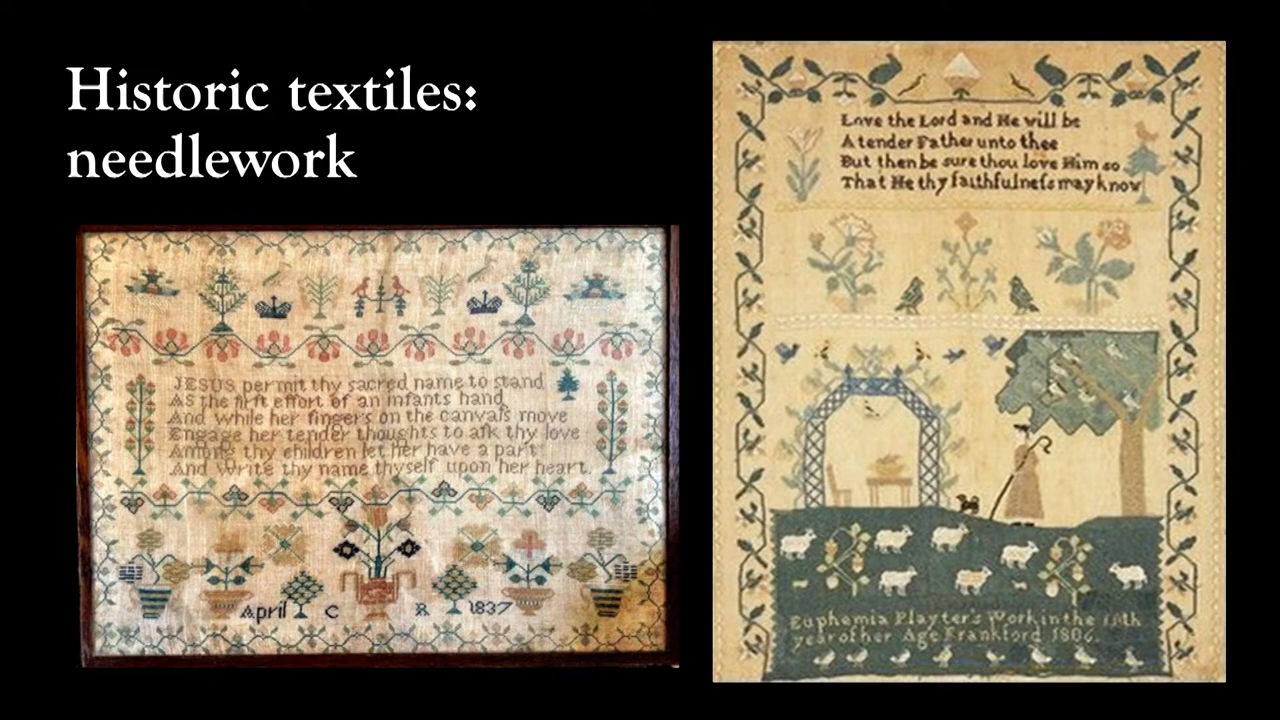 Historic textiles:
needlework
JESUS permit thy sacred name to stand
As the first effort of an infants hand
And while her fingers on the canvass move
Engage her tender thoughts to ask thy love
Among thy children let her have a part
And write thy name thyself upon her heart.
April C R 1837
Love the Lord and He will be
A tender Father unto thee
But then be sure thou love Him so
That He thy faithfulness may know
Euphemia Playter's Work in the 11th
year of her Age Frankford 1806.